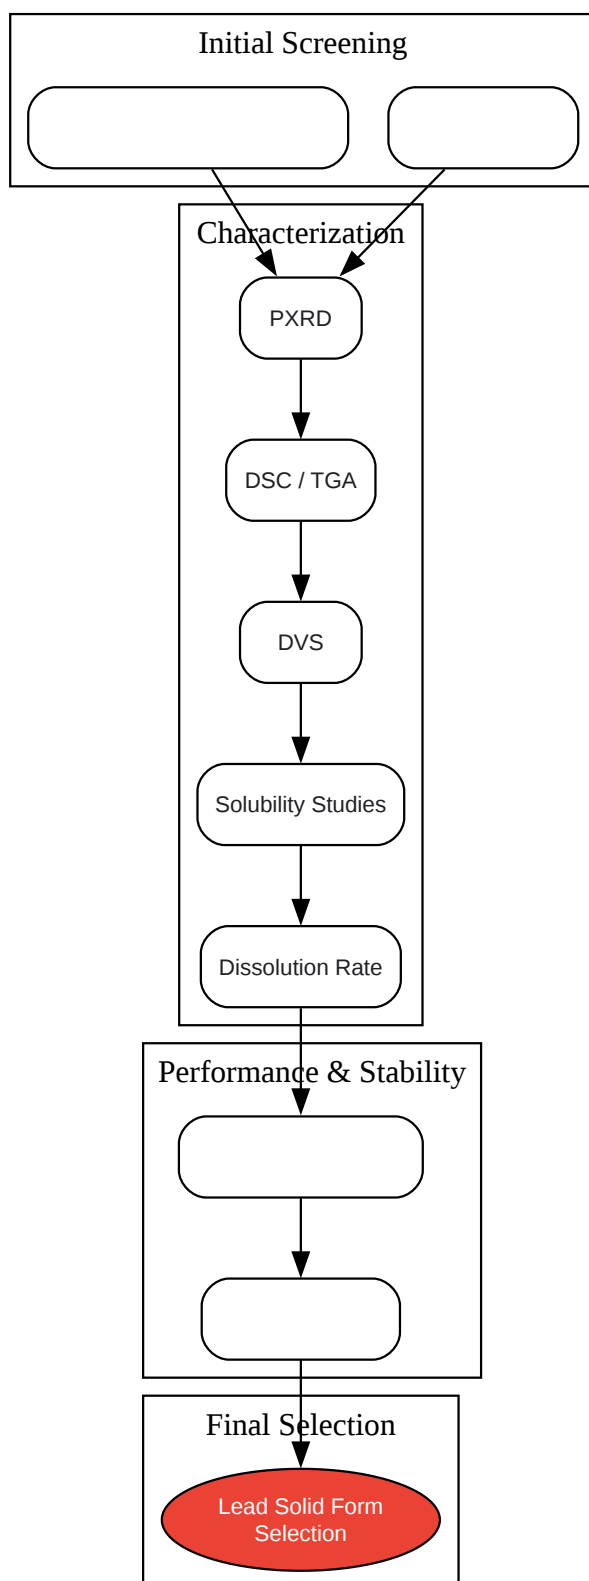 Initial Screening
Characterization
PXRD
DSC / TGA
DVS
Solubility Studies
Dissolution Rate
Performance & Stability
Final Selection
Lead Solid Form
Selection